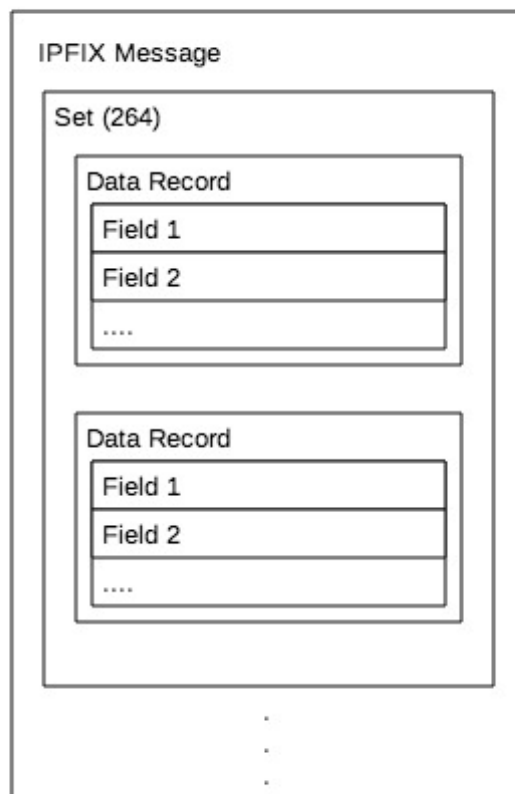 IPFIX Message
Set (264)
Data Record
Field 1
Field 2
....
Data Record
Field 1
Field 2
....
.
.
.